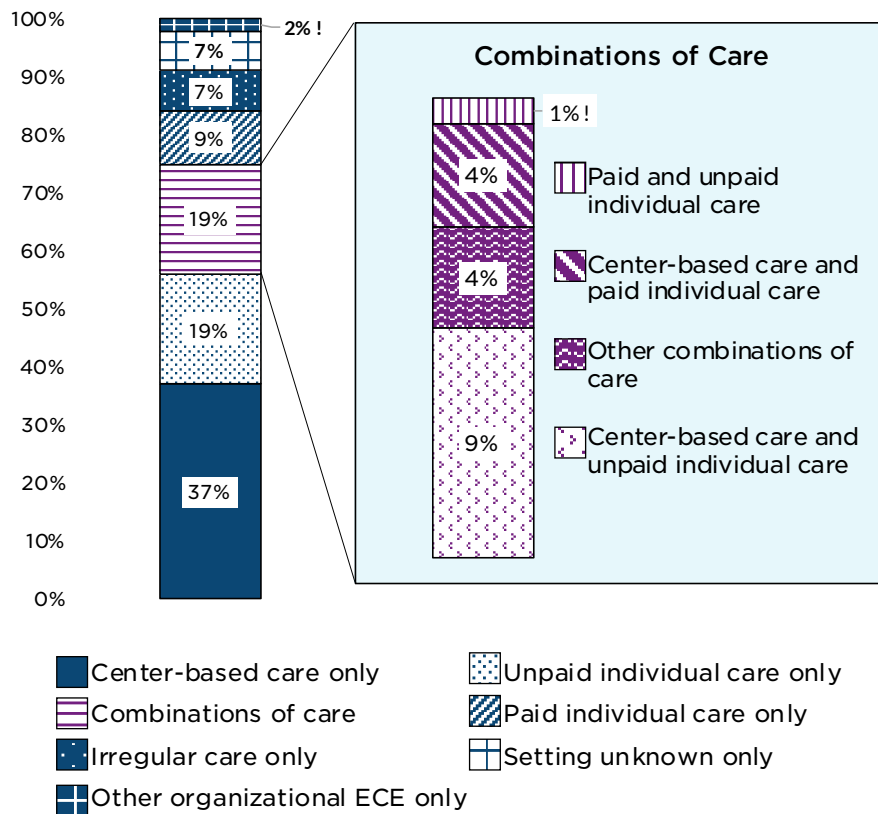 100%
90%
80%
70%
60%
50%
40%
30%
20%
10%
0%
2% !
7%
7%
9%
19%
19%
37%
Combinations of Care
1% !
4%
4%
9%
Paid and unpaid
individual care
Center-based care and
paid individual care
Other combinations of
care
Center-based care and
unpaid individual care
Center-based care only
Unpaid individual care only
Combinations of care
Paid individual care only
Irregular care only
Setting unknown only
Other organizational ECE only